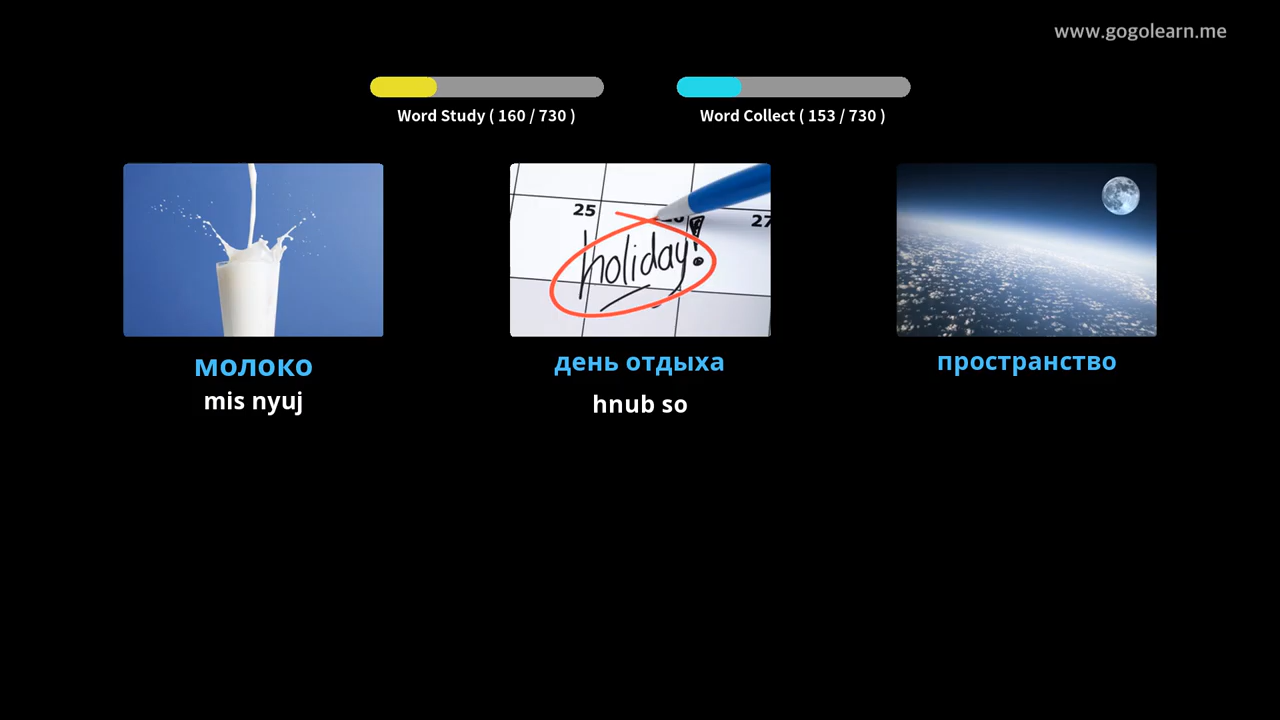 www.gogolearn.me
Word Study ( 160 / 730 )
Word Collect ( 153 / 730 )
25
27
holiday!
молоко
mis nyuj
день отдыха
hnub so
пространство